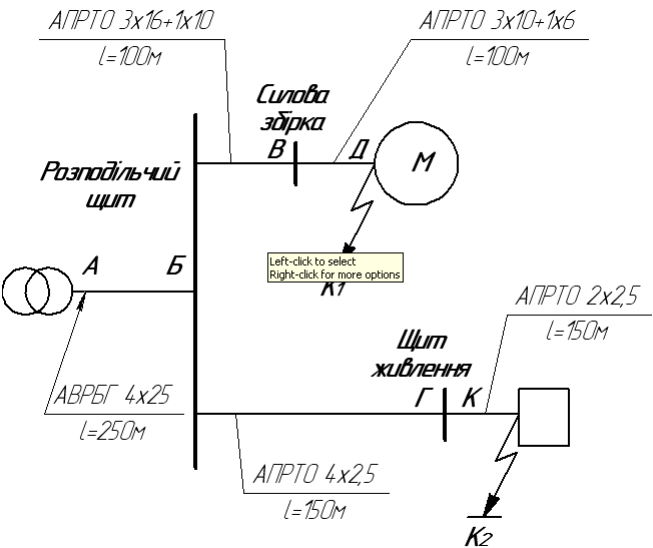 АПРТО 3х16+1х10
l=100м
АПРТО 3х10+1х6
l=100м
Силова
збірка
В
Д
М
Розподільчий
щит
А
Б
Left-click to select
Right-click for more options
К1
АПРТО 2х2,5
l=150м
Щит
живлення
Г
К
АВРБГ 4х25
l=250м
АПРТО 4х2,5
l=150м
К2